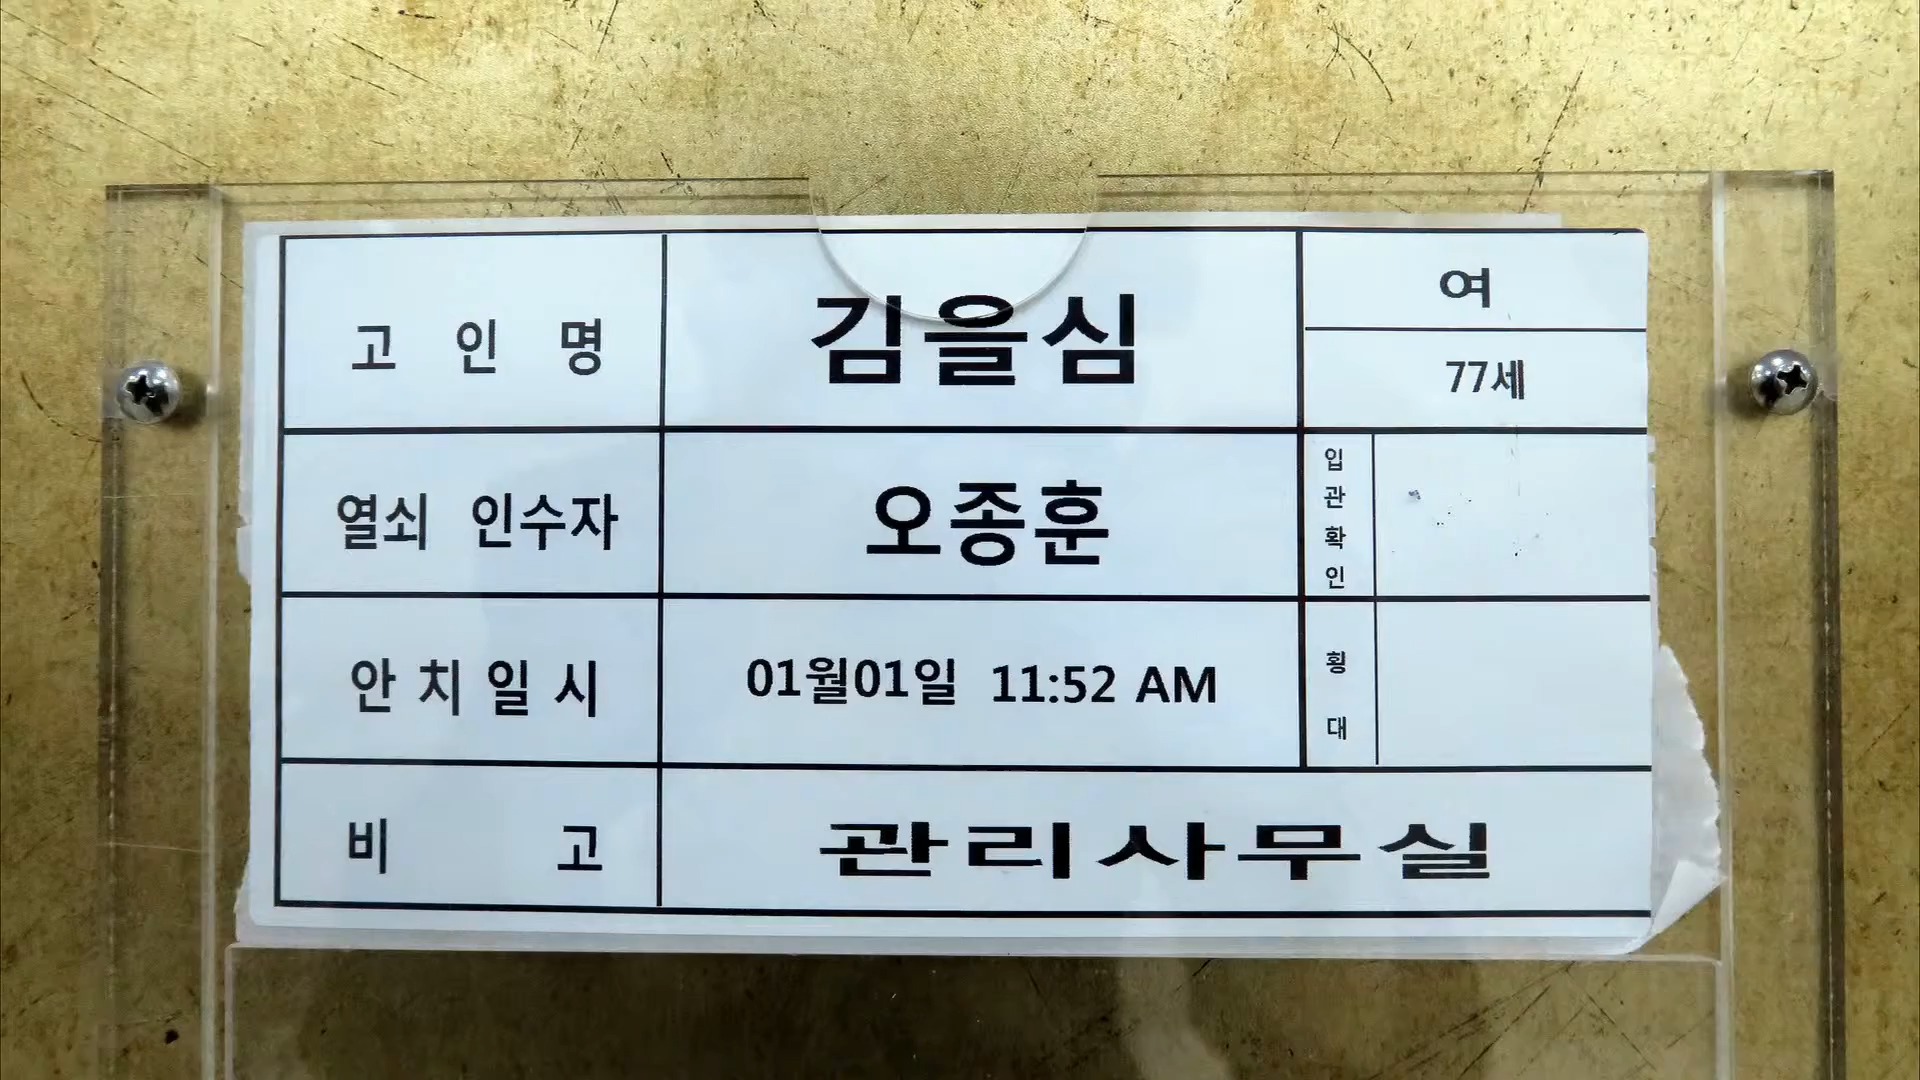 고 인 명 김을심 여
77세
열쇠 인수자 오종훈 입관확인
안치일시 01월01일 11:52 AM 횡대
비 고 관리사무실